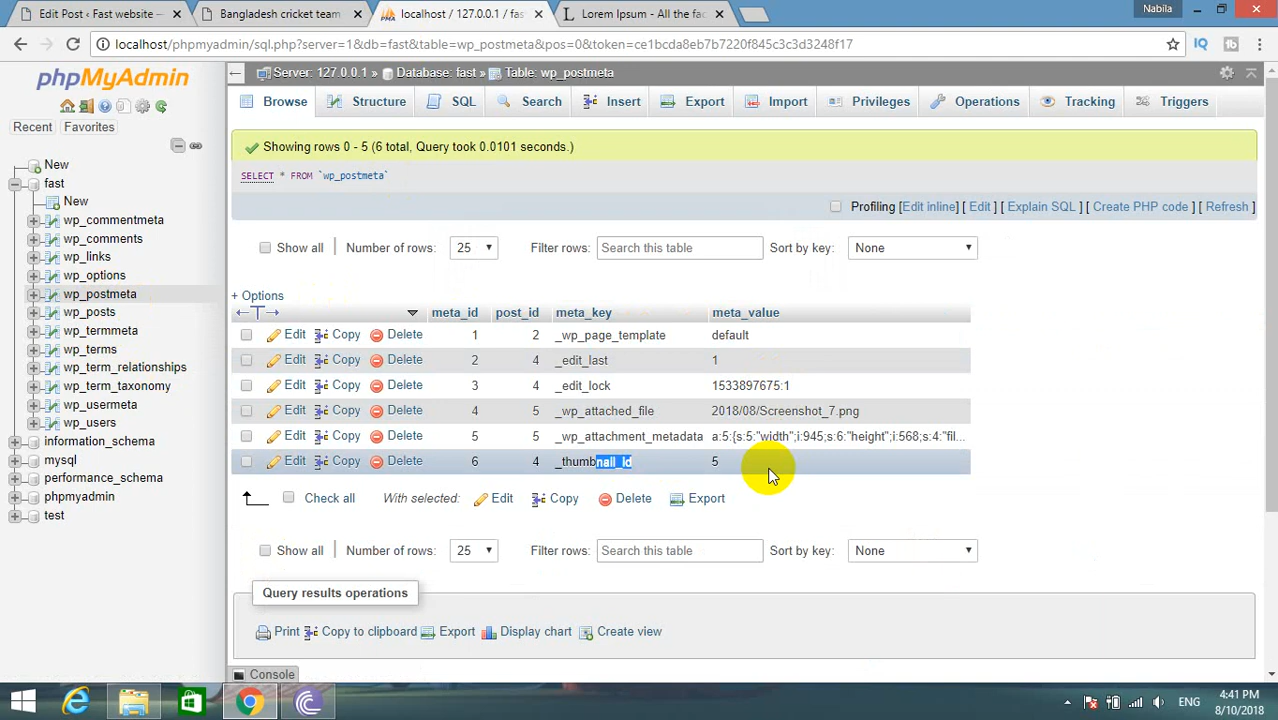 Edit Post ‹ Fast website —
Bangladesh cricket team
localhost / 127.0.0.1 / fas
Lorem Ipsum - All the fac
Nabila
localhost/phpmyadmin/sql.php?server=1&db=fast&table=wp_postmeta&pos=0&token=ce1bcda8eb7b7220f845c3c3d3248f17
phpMyAdmin
Recent Favorites
New
fast
New
wp_commentmeta
wp_comments
wp_links
wp_options
wp_postmeta
wp_posts
wp_termmeta
wp_terms
wp_term_relationships
wp_term_taxonomy
wp_usermeta
wp_users
information_schema
mysql
performance_schema
phpmyadmin
test
Server: 127.0.0.1 » Database: fast » Table: wp_postmeta
Browse Structure SQL Search Insert Export Import Privileges Operations Tracking Triggers
Showing rows 0 - 5 (6 total, Query took 0.0101 seconds.)
SELECT * FROM `wp_postmeta`
Profiling [Edit inline] [ Edit ] [ Explain SQL ] [ Create PHP code ] [ Refresh ]
Show all Number of rows: 25 Filter rows: Search this table Sort by key: None
+ Options
←T→ meta_id post_id meta_key meta_value
Edit Copy Delete 1 2 _wp_page_template default
Edit Copy Delete 2 4 _edit_last 1
Edit Copy Delete 3 4 _edit_lock 1533897675:1
Edit Copy Delete 4 5 _wp_attached_file 2018/08/Screenshot_7.png
Edit Copy Delete 5 5 _wp_attachment_metadata a:5:{s:5:"width";i:945;s:6:"height";i:568;s:4:"fil...
Edit Copy Delete 6 4 _thumbnail_id 5
Check all With selected: Edit Copy Delete Export
Show all Number of rows: 25 Filter rows: Search this table Sort by key: None
Query results operations
Print Copy to clipboard Export Display chart Create view
Console
ENG
4:41 PM
8/10/2018